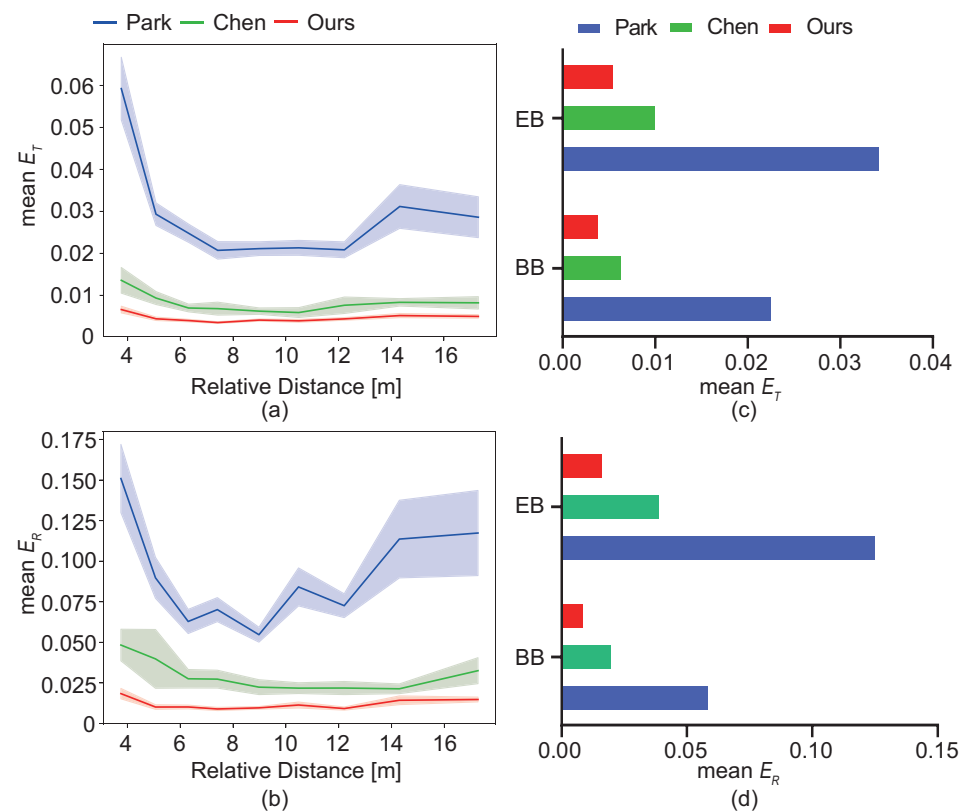 Park Chen Ours
0.06
0.05
0.04
0.03
0.02
0.01
0
mean E_T
4 6 8 10 12 14 16
Relative Distance [m]
(a)
Park Chen Ours
EB
BB
0.00 0.01 0.02 0.03 0.04
mean E_T
(c)
0.175
0.150
0.125
0.100
0.075
0.050
0.025
0
mean E_R
4 6 8 10 12 14 16
Relative Distance [m]
(b)
EB
BB
0.00 0.05 0.10 0.15
mean E_R
(d)